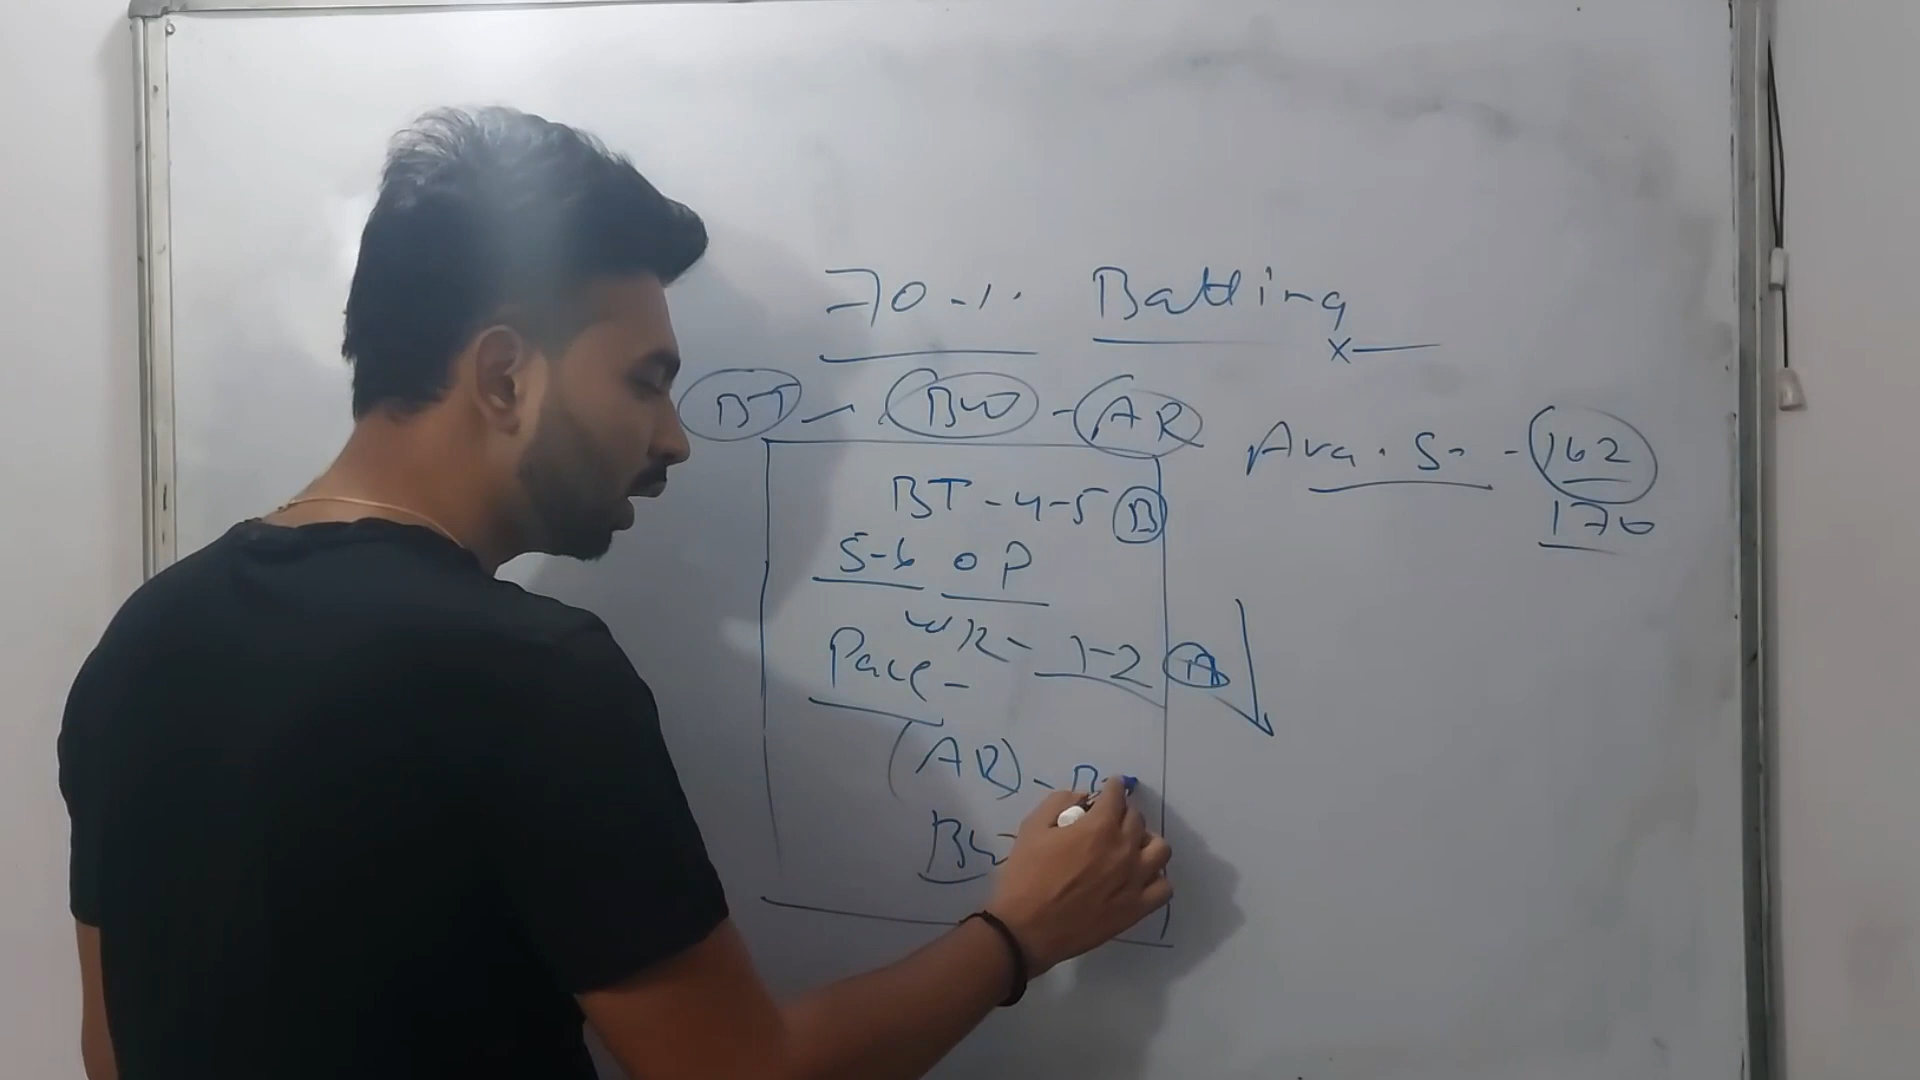 70% Batting
x
BT - BW - AR
Avg. S - 162
170
BT - 4-5 B
5-6 OP
WK - 1-2 A
Pace -
(AR) - B
BW